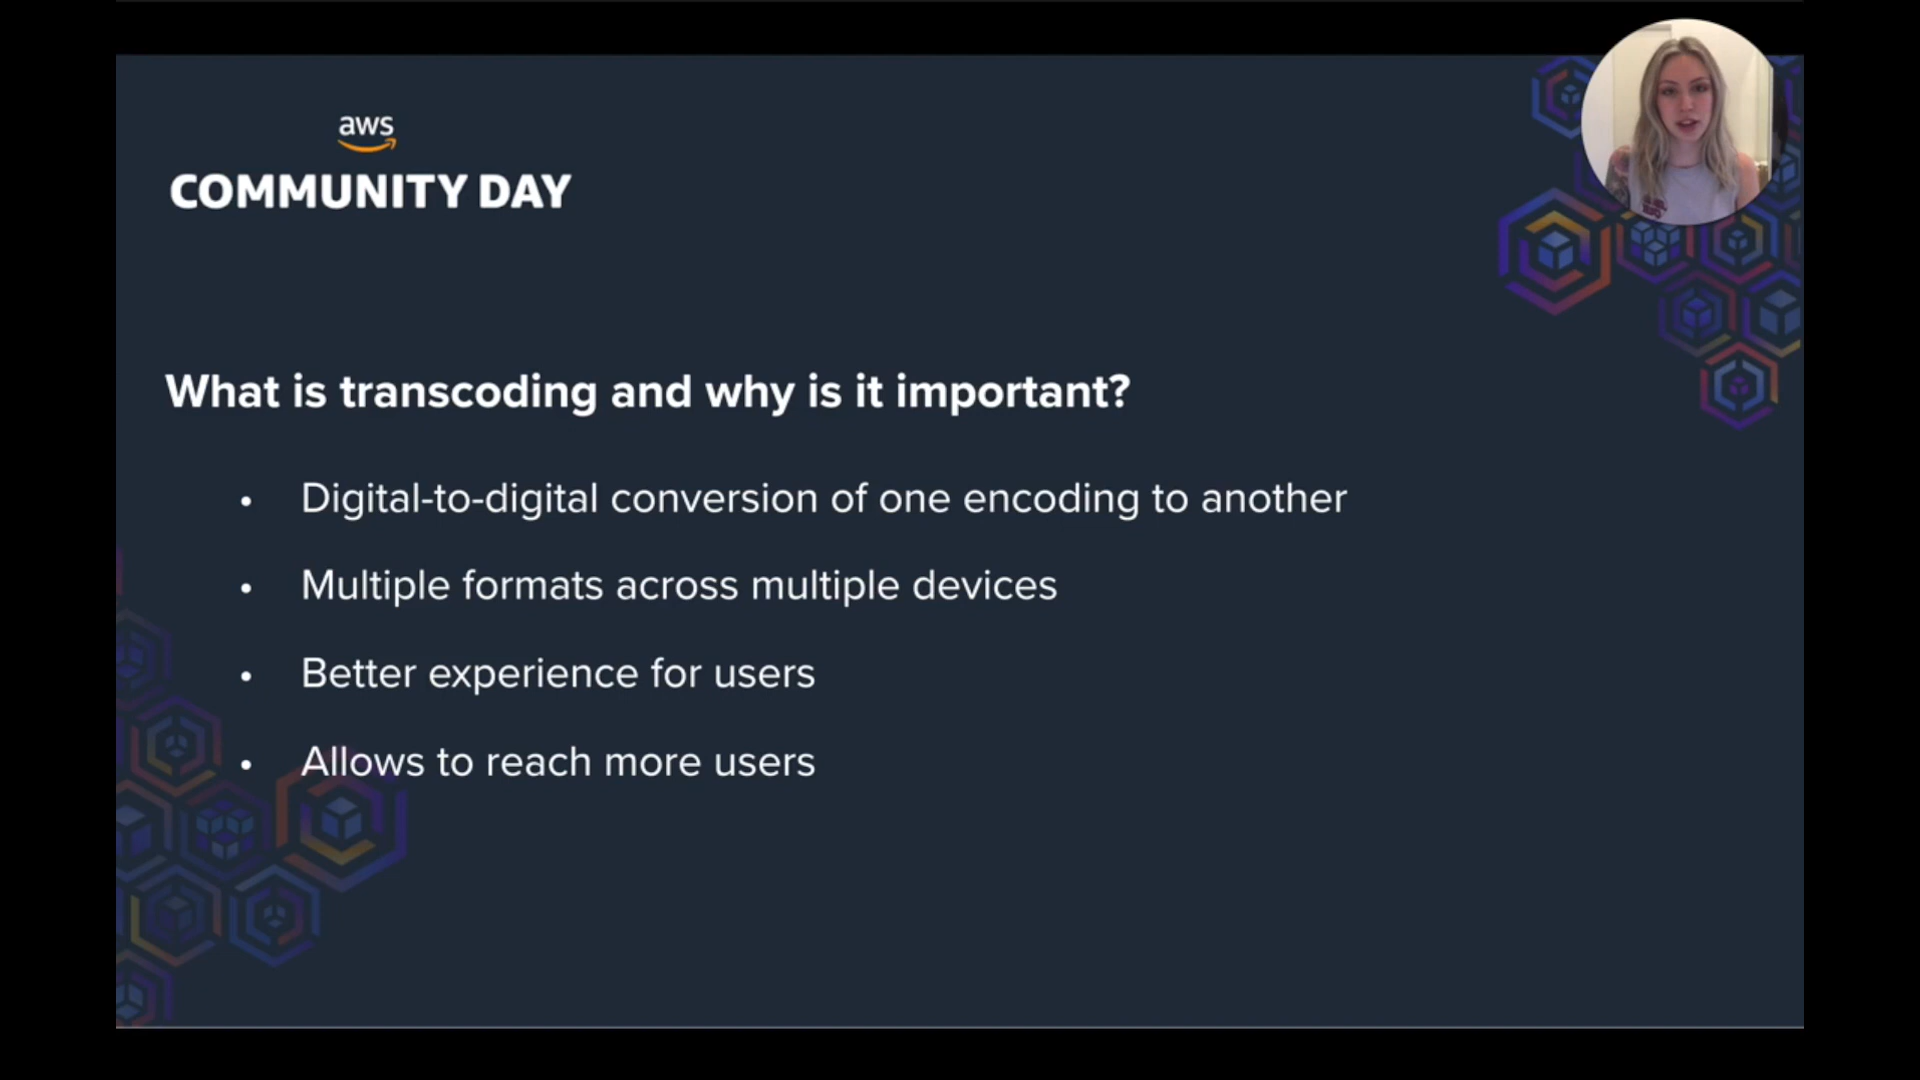 aws
COMMUNITY DAY
What is transcoding and why is it important?
• Digital-to-digital conversion of one encoding to another
• Multiple formats across multiple devices
• Better experience for users
• Allows to reach more users